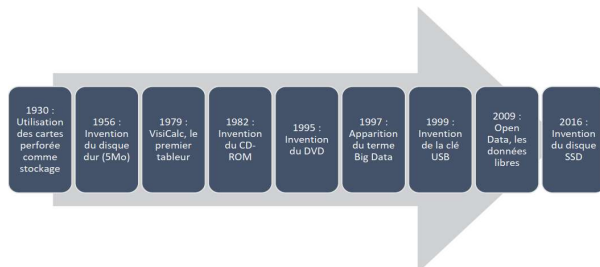 1930 :
Utilisation
des cartes
perforée
comme
stockage
1956 :
Invention
du disque
dur (5Mo)
1979 :
VisiCalc, le
premier
tableur
1982 :
Invention
du CD-
ROM
1995 :
Invention
du DVD
1997 :
Apparition
du terme
Big Data
1999 :
Invention
de la clé
USB
2009 :
Open
Data, les
données
libres
2016 :
Invention
du disque
SSD